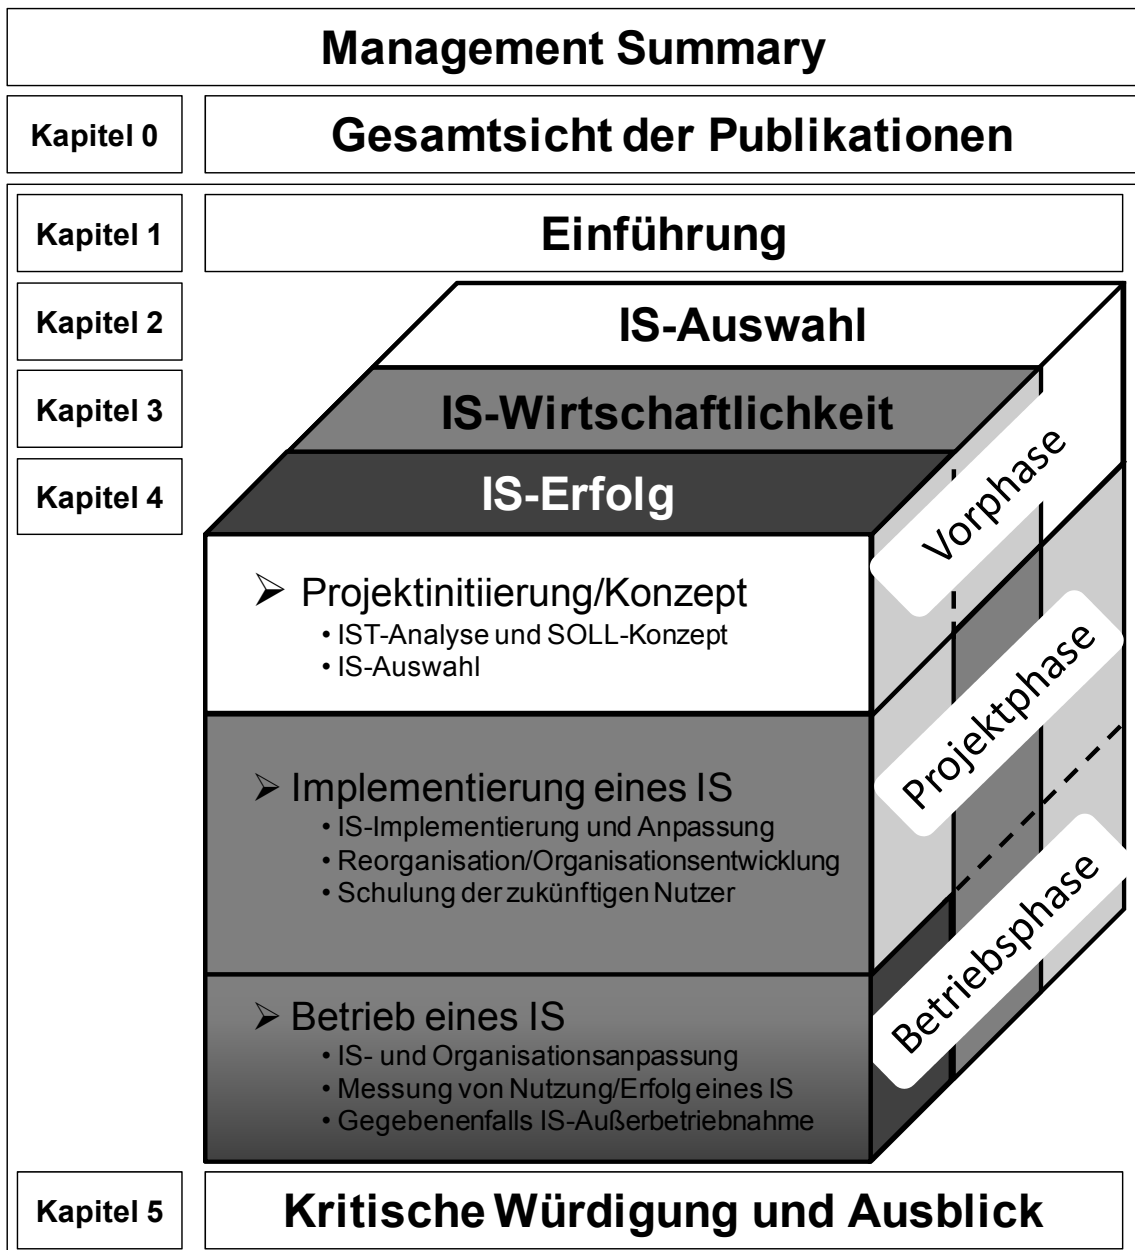 Management Summary
Kapitel 0
Gesamtsicht der Publikationen
Kapitel 1
Einführung
Kapitel 2
IS-Auswahl
Kapitel 3
IS-Wirtschaftlichkeit
Kapitel 4
IS-Erfolg
Vorphase
➢ Projektinitiierung/Konzept
• IST-Analyse und SOLL-Konzept
• IS-Auswahl
Projektphase
➢ Implementierung eines IS
• IS-Implementierung und Anpassung
• Reorganisation/Organisationsentwicklung
• Schulung der zukünftigen Nutzer
Betriebsphase
➢ Betrieb eines IS
• IS- und Organisationsanpassung
• Messung von Nutzung/Erfolg eines IS
• Gegebenenfalls IS-Außerbetriebnahme
Kapitel 5
Kritische Würdigung und Ausblick